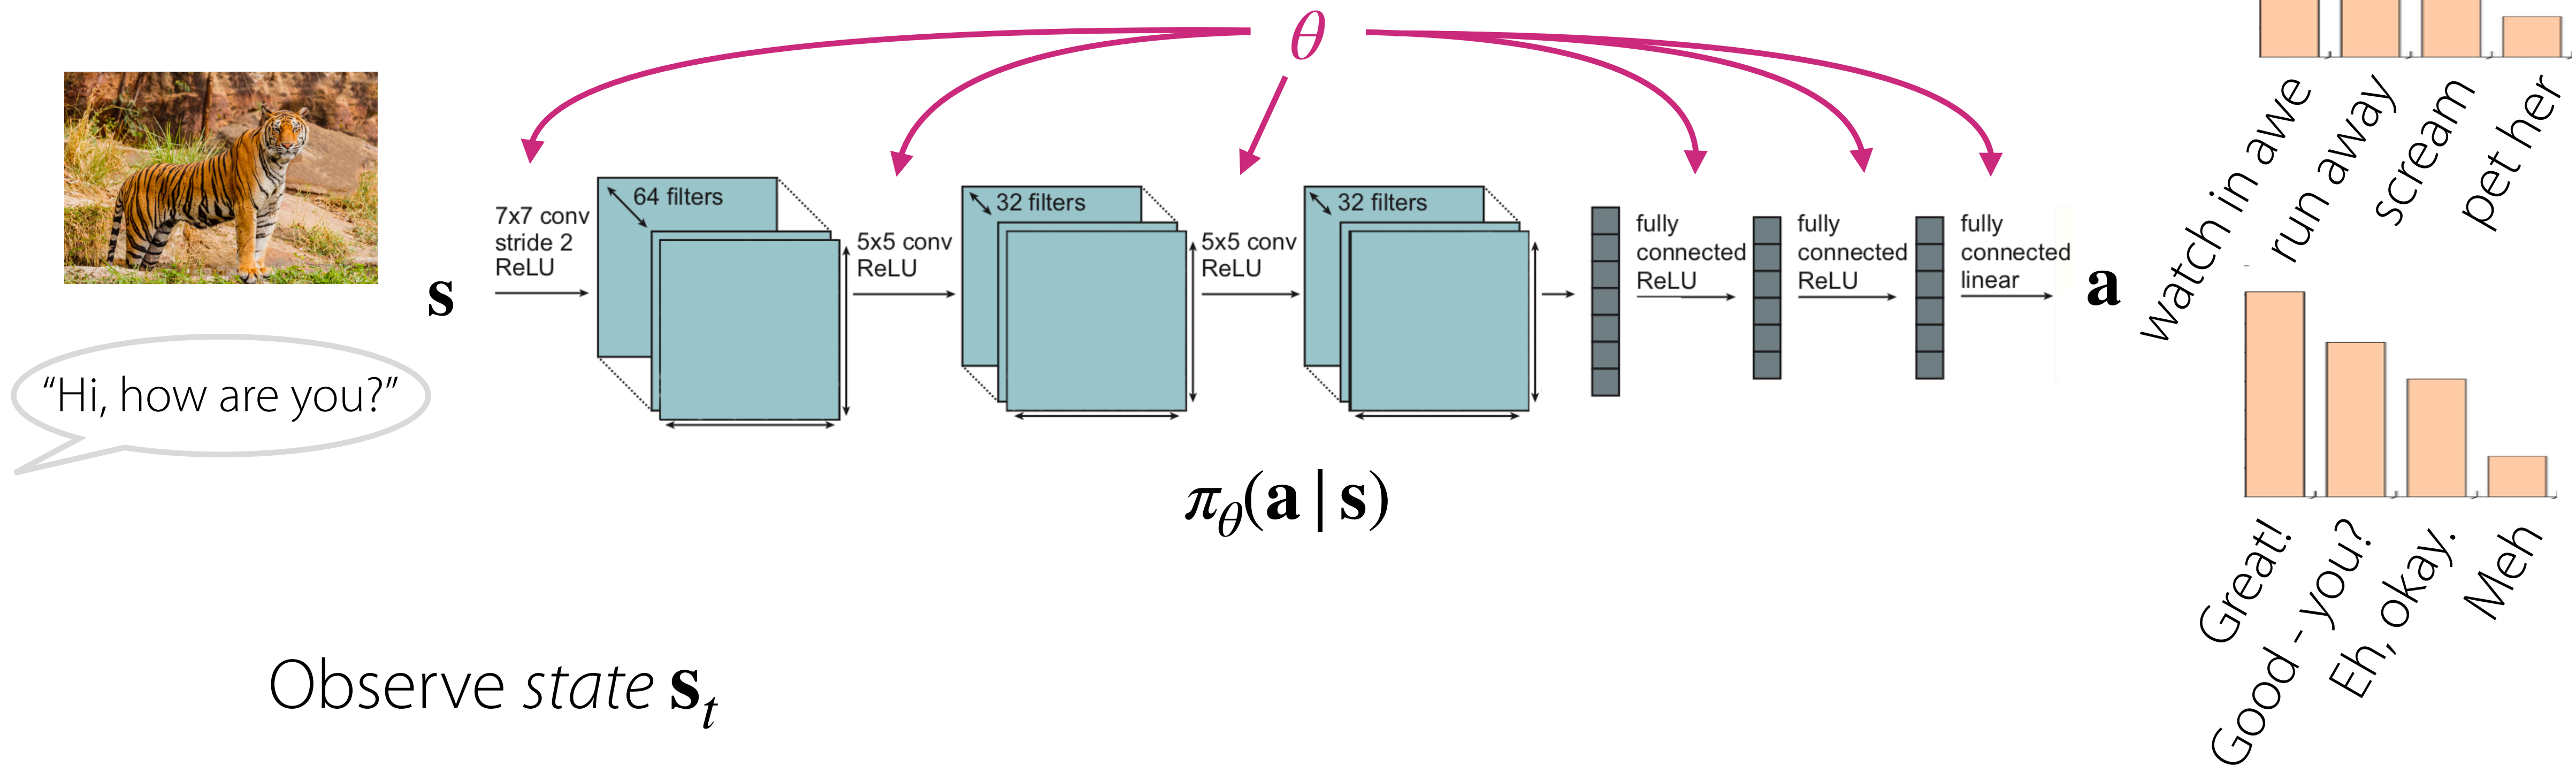 θ
7x7 conv
stride 2
ReLU
64 filters
5x5 conv
ReLU
32 filters
5x5 conv
ReLU
32 filters
fully
connected
ReLU
fully
connected
ReLU
fully
connected
linear
s
a
watch in awe
run away
scream
pet her
“Hi, how are you?”
πθ(a|s)
Great!
Good - you?
Eh, okay.
Meh
Observe state st